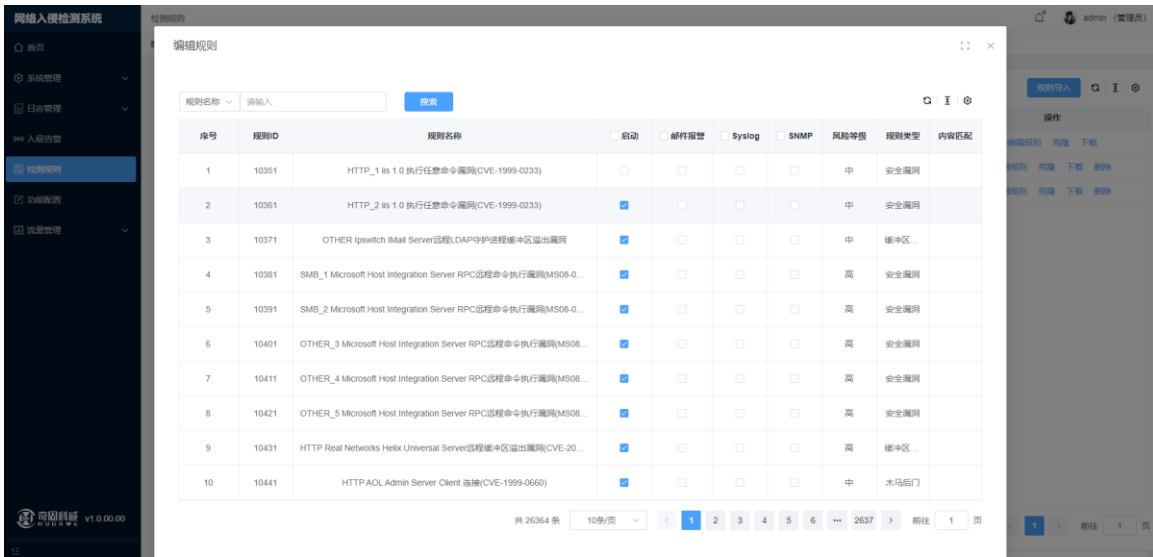 网络入侵检测系统
检测规则
admin (管理员)
首页
系统管理
日志管理
入侵告警
检测规则
功能配置
流量管理
v1.0.00.00
编辑规则
规则名称 请输入 搜索
序号 规则ID 规则名称 启动 邮件报警 Syslog SNMP 风险等级 规则类型 内容匹配
1 10351 HTTP_1 iis 1.0 执行任意命令漏洞(CVE-1999-0233) 中 安全漏洞
2 10361 HTTP_2 iis 1.0 执行任意命令漏洞(CVE-1999-0233) 中 安全漏洞
3 10371 OTHER Ipswitch IMail Server远程LDAP守护进程缓冲区溢出漏洞 中 缓冲区...
4 10381 SMB_1 Microsoft Host Integration Server RPC远程命令执行漏洞(MS08-0... 高 安全漏洞
5 10391 SMB_2 Microsoft Host Integration Server RPC远程命令执行漏洞(MS08-0... 高 安全漏洞
6 10401 OTHER_3 Microsoft Host Integration Server RPC远程命令执行漏洞(MS08... 高 安全漏洞
7 10411 OTHER_4 Microsoft Host Integration Server RPC远程命令执行漏洞(MS08... 高 安全漏洞
8 10421 OTHER_5 Microsoft Host Integration Server RPC远程命令执行漏洞(MS08... 高 安全漏洞
9 10431 HTTP Real Networks Helix Universal Server远程缓冲区溢出漏洞(CVE-20... 高 缓冲区...
10 10441 HTTP AOL Admin Server Client 连接(CVE-1999-0660) 中 木马后门
共 26364 条 10条/页 1 2 3 4 5 6 ... 2637 前往 1 页
规则导入
操作
编辑规则 克隆 下载
规则 克隆 下载 删除
规则 克隆 下载 删除
1 前往 1 页